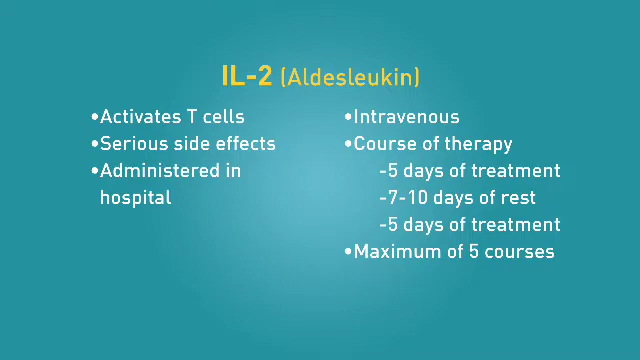 IL-2 (Aldesleukin)
•Activates T cells
•Serious side effects
•Administered in
hospital
•Intravenous
•Course of therapy
-5 days of treatment
-7-10 days of rest
-5 days of treatment
•Maximum of 5 courses